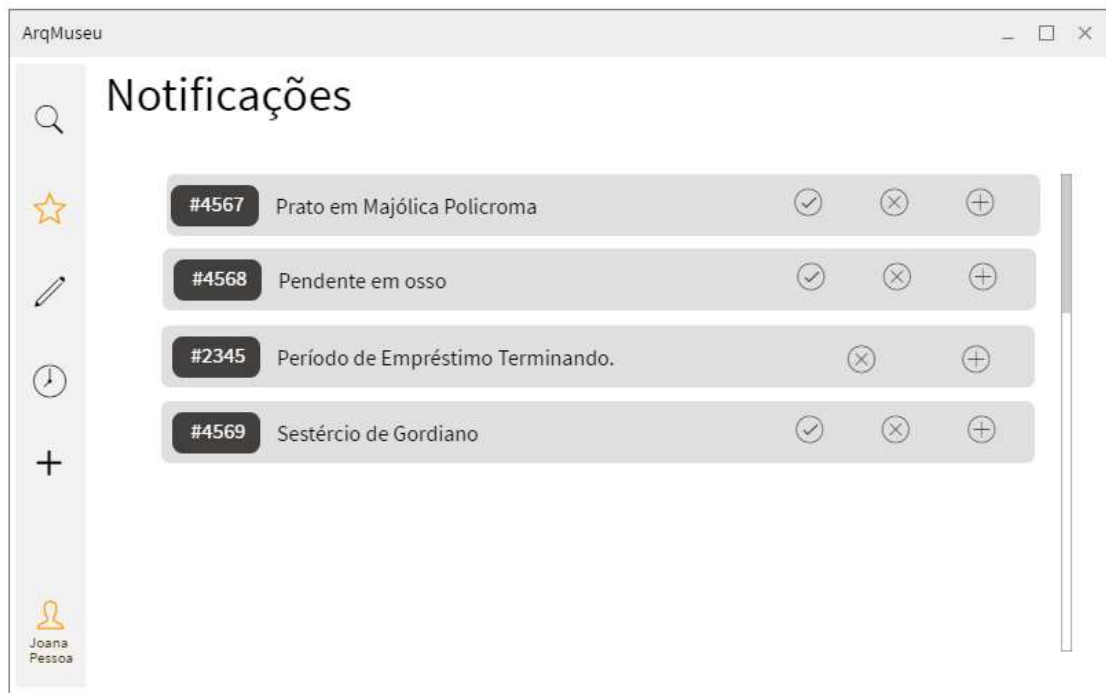 ArqMuseu
Notificações
#4567 Prato em Majólica Policroma
#4568 Pendente em osso
#2345 Período de Empréstimo Terminando.
#4569 Sestércio de Gordiano
Joana
Pessoa